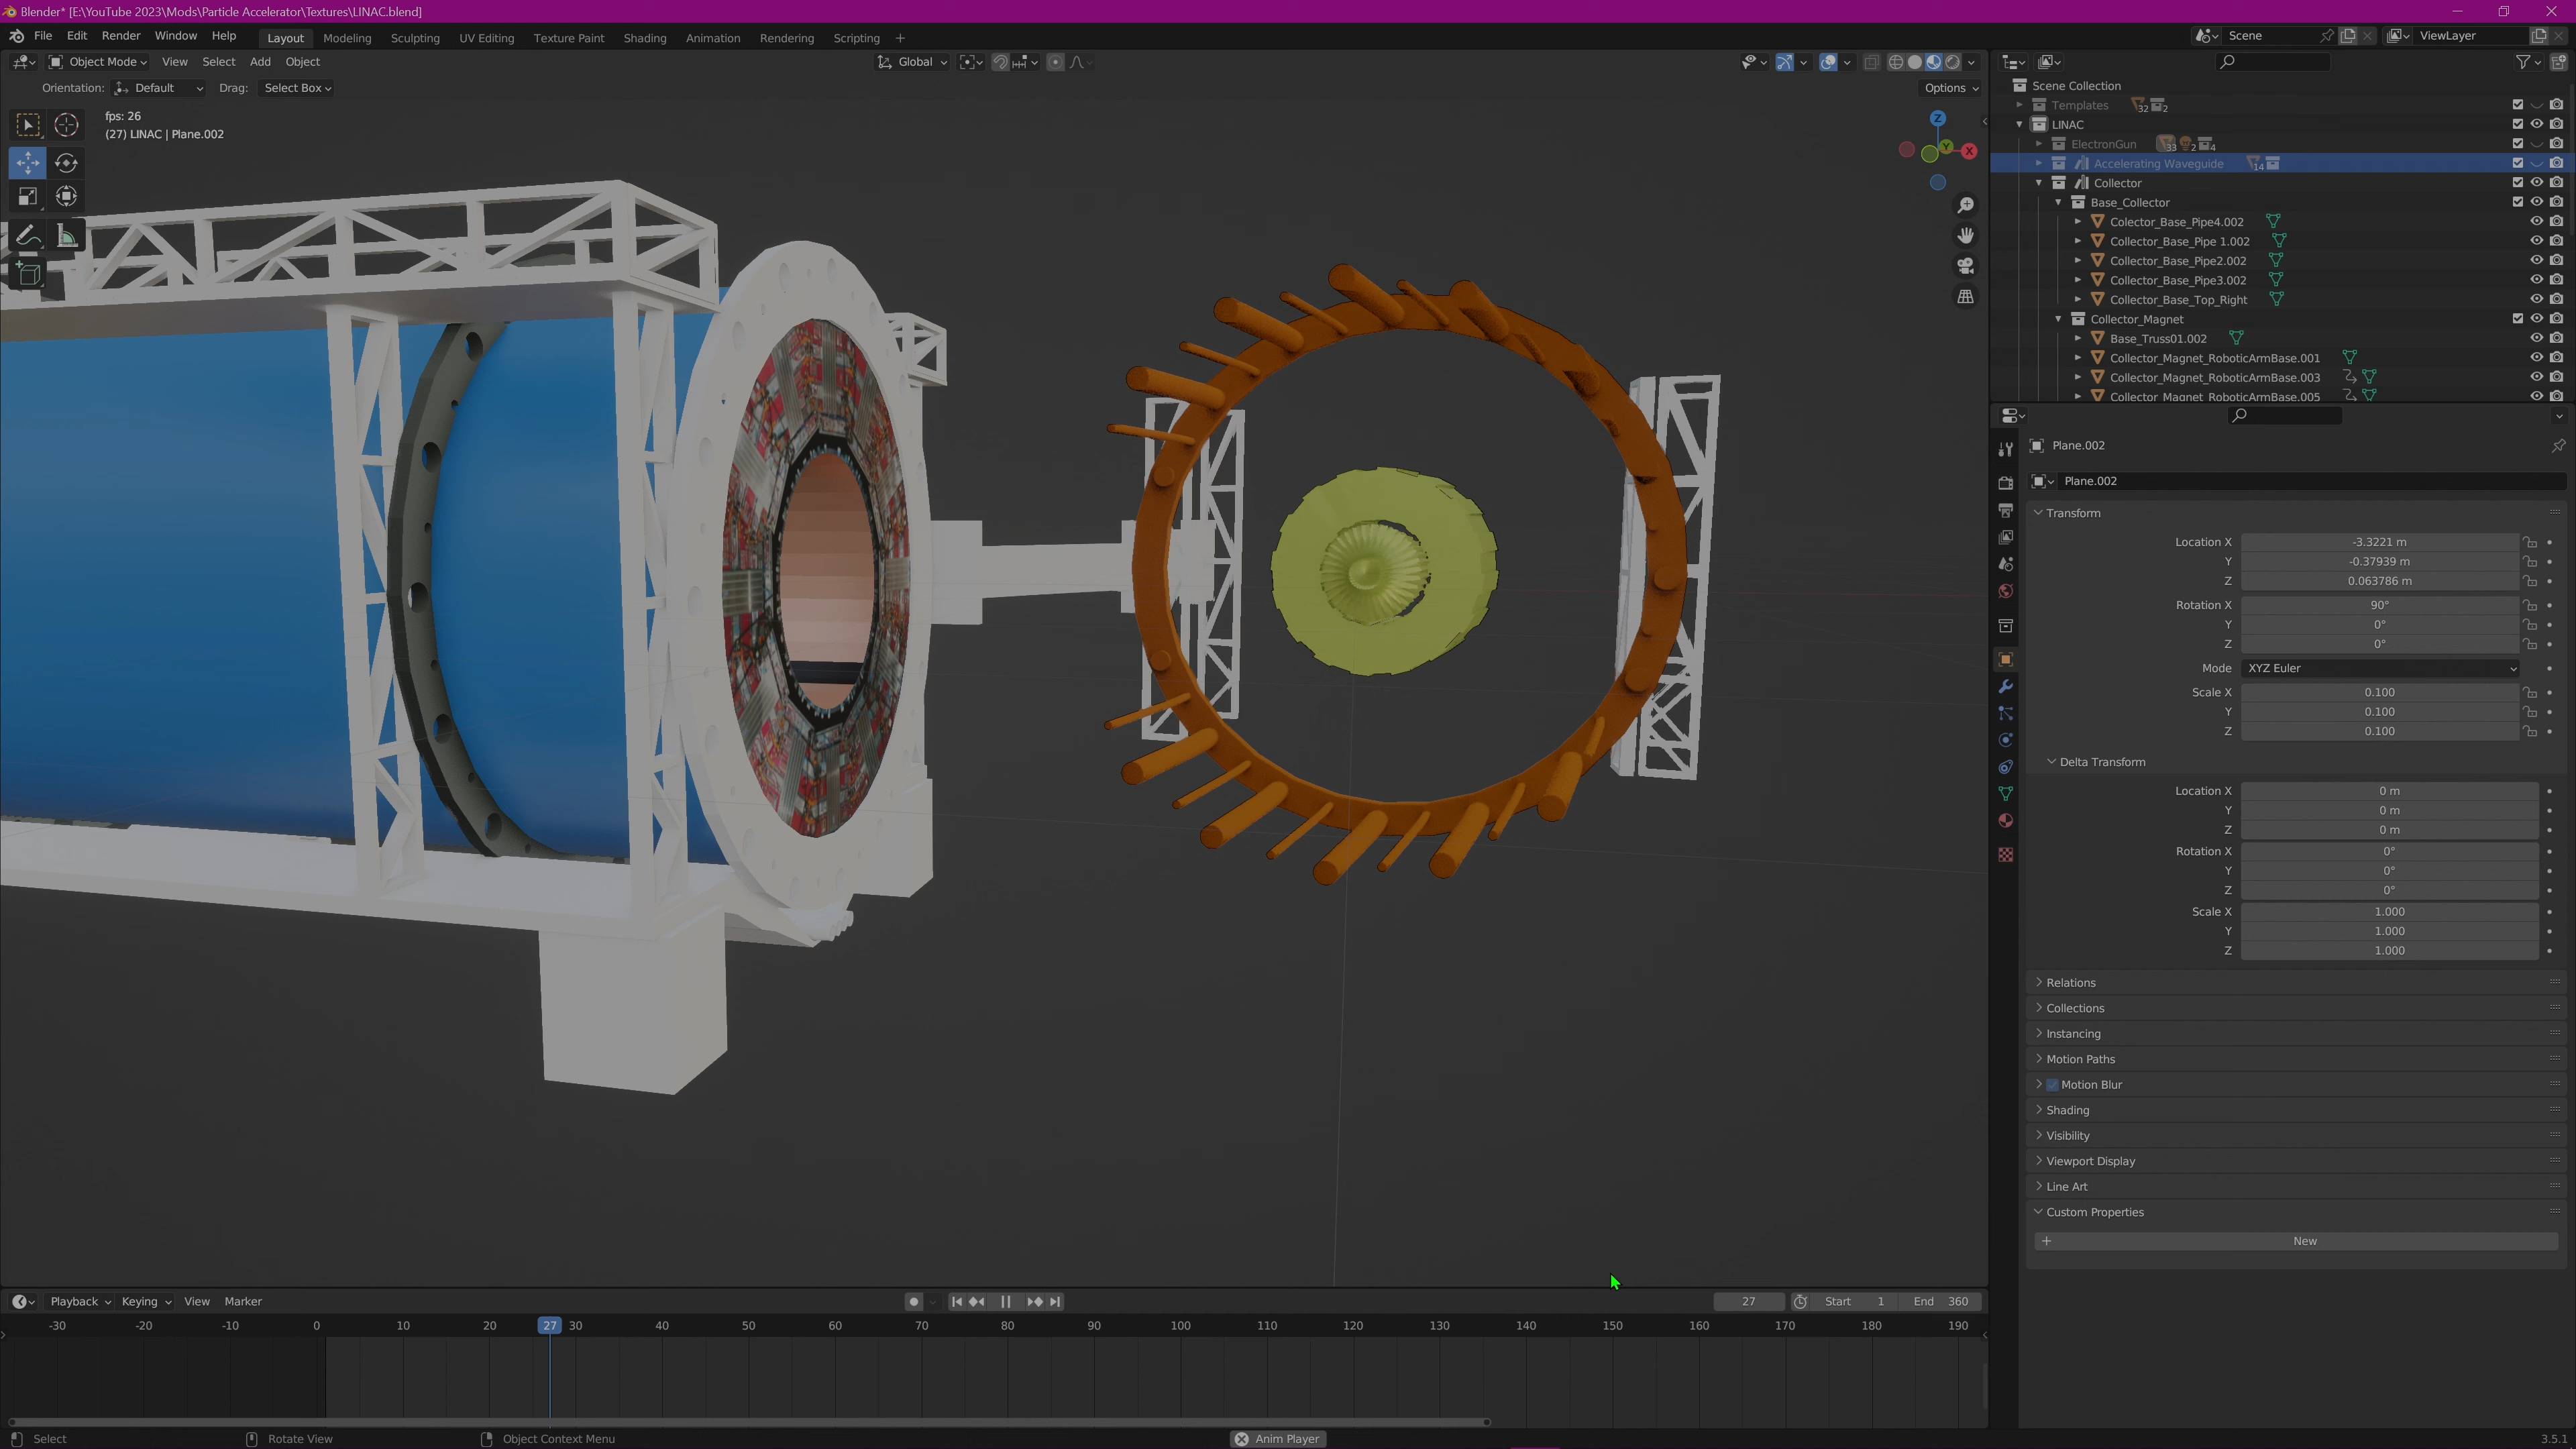 Blender* [E:\YouTube 2023\Mods\Particle Accelerator\Textures\LINAC.blend]
File Edit Render Window Help Layout Modeling Sculpting UV Editing Texture Paint Shading Animation Rendering Scripting + Scene ViewLayer
Object Mode View Select Add Object Global
Orientation: Default Drag: Select Box Options
fps: 26
(27) LINAC | Plane.002
Z
Y
X
Scene Collection
Templates 32 2
LINAC
ElectronGun 33 2 4
Accelerating Waveguide 14
Collector
Base_Collector
Colector_Base_Pipe4.002
Collector_Base_Pipe 1.002
Collector_Base_Pipe2.002
Collector_Base_Pipe3.002
Collector_Base_Top_Right
Collector_Magnet
Base_Truss01.002
Collector_Magnet_RoboticArmBase.001
Collector_Magnet_RoboticArmBase.003
Collector_Magnet_RoboticArmBase.005
Plane.002
Plane.002
Transform
Location X -3.3221 m
Y -0.37939 m
Z 0.063786 m
Rotation X 90°
Y 0°
Z 0°
Mode XYZ Euler
Scale X 0.100
Y 0.100
Z 0.100
Delta Transform
Location X 0 m
Y 0 m
Z 0 m
Rotation X 0°
Y 0°
Z 0°
Scale X 1.000
Y 1.000
Z 1.000
Relations
Collections
Instancing
Motion Paths
Motion Blur
Shading
Visibility
Viewport Display
Line Art
Custom Properties
+ New
Playback Keying View Marker 27 Start 1 End 360
-30 -20 -10 0 10 20 27 30 40 50 60 70 80 90 100 110 120 130 140 150 160 170 180 190
Select Rotate View Object Context Menu Anim Player 3.5.1